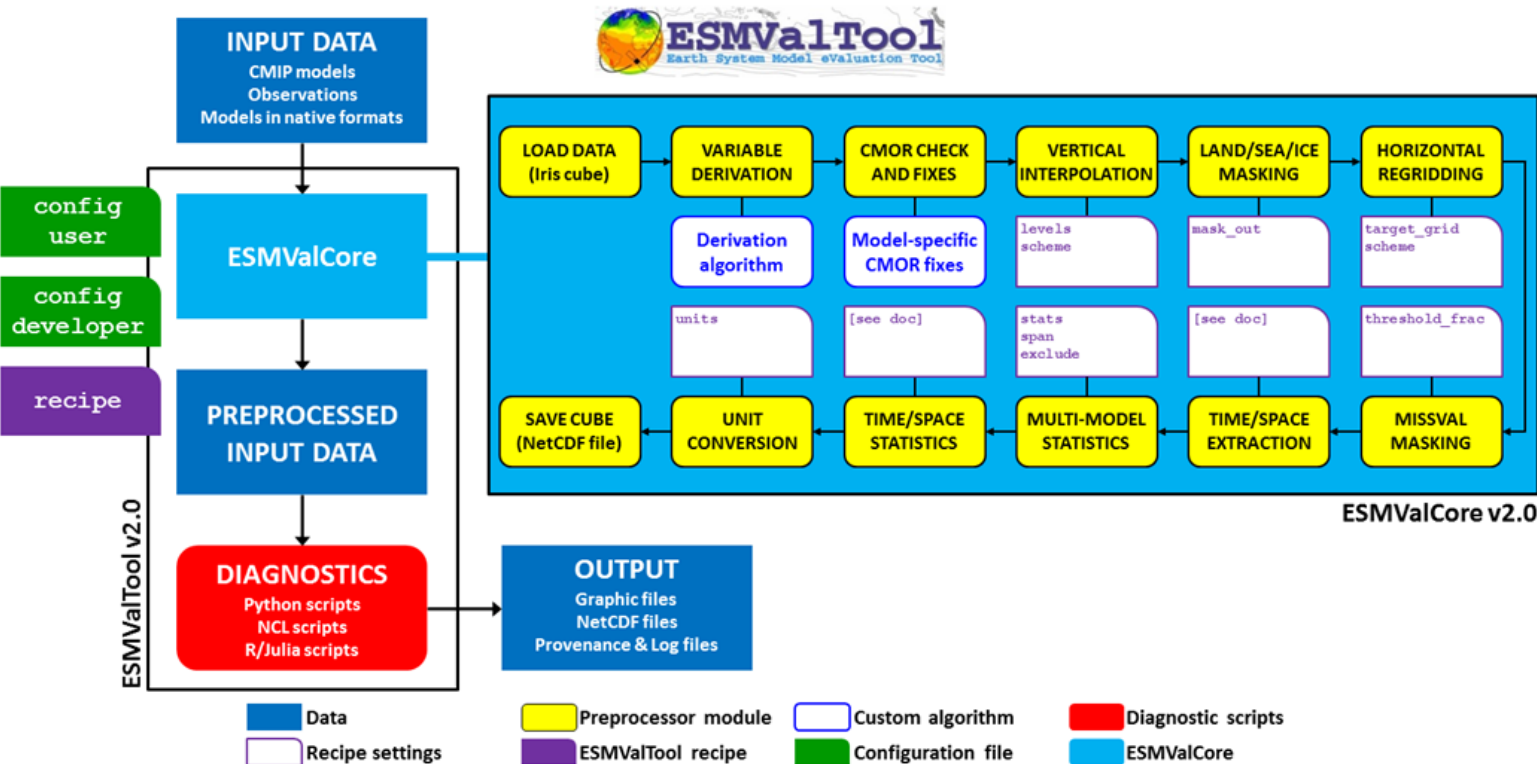 INPUT DATA
CMIP models
Observations
Models in native formats
ESMValTool
Earth System Model eValuation Tool
config
user
config
developer
recipe
ESMValCore
PREPROCESSED
INPUT DATA
DIAGNOSTICS
Python scripts
NCL scripts
R/Julia scripts
ESMValTool v2.0
OUTPUT
Graphic files
NetCDF files
Provenance & Log files
LOAD DATA
(Iris cube)
VARIABLE
DERIVATION
CMOR CHECK
AND FIXES
VERTICAL
INTERPOLATION
LAND/SEA/ICE
MASKING
HORIZONTAL
REGRIDDING
Derivation
algorithm
Model-specific
CMOR fixes
levels
scheme
mask_out
target_grid
scheme
units
[see doc]
stats
span
exclude
[see doc]
threshold_frac
SAVE CUBE
(NetCDF file)
UNIT
CONVERSION
TIME/SPACE
STATISTICS
MULTI-MODEL
STATISTICS
TIME/SPACE
EXTRACTION
MISSVAL
MASKING
ESMValCore v2.0
Data
Preprocessor module
Custom algorithm
Diagnostic scripts
Recipe settings
ESMValTool recipe
Configuration file
ESMValCore